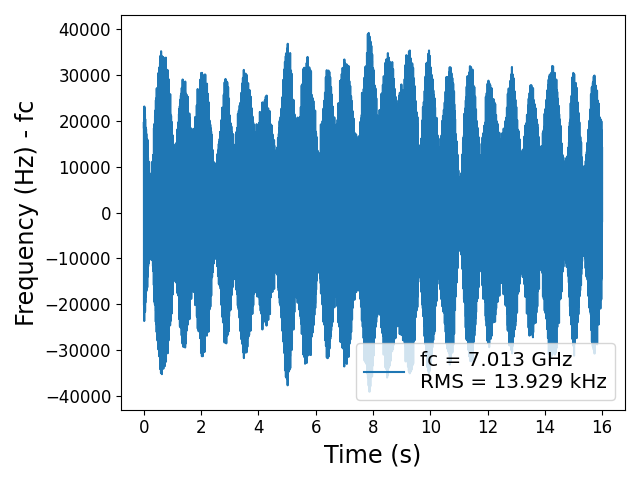 Frequency (Hz) - fc
40000
30000
20000
10000
0
−10000
−20000
−30000
−40000
fc = 7.013 GHz
RMS = 13.929 kHz
0 2 4 6 8 10 12 14 16
Time (s)